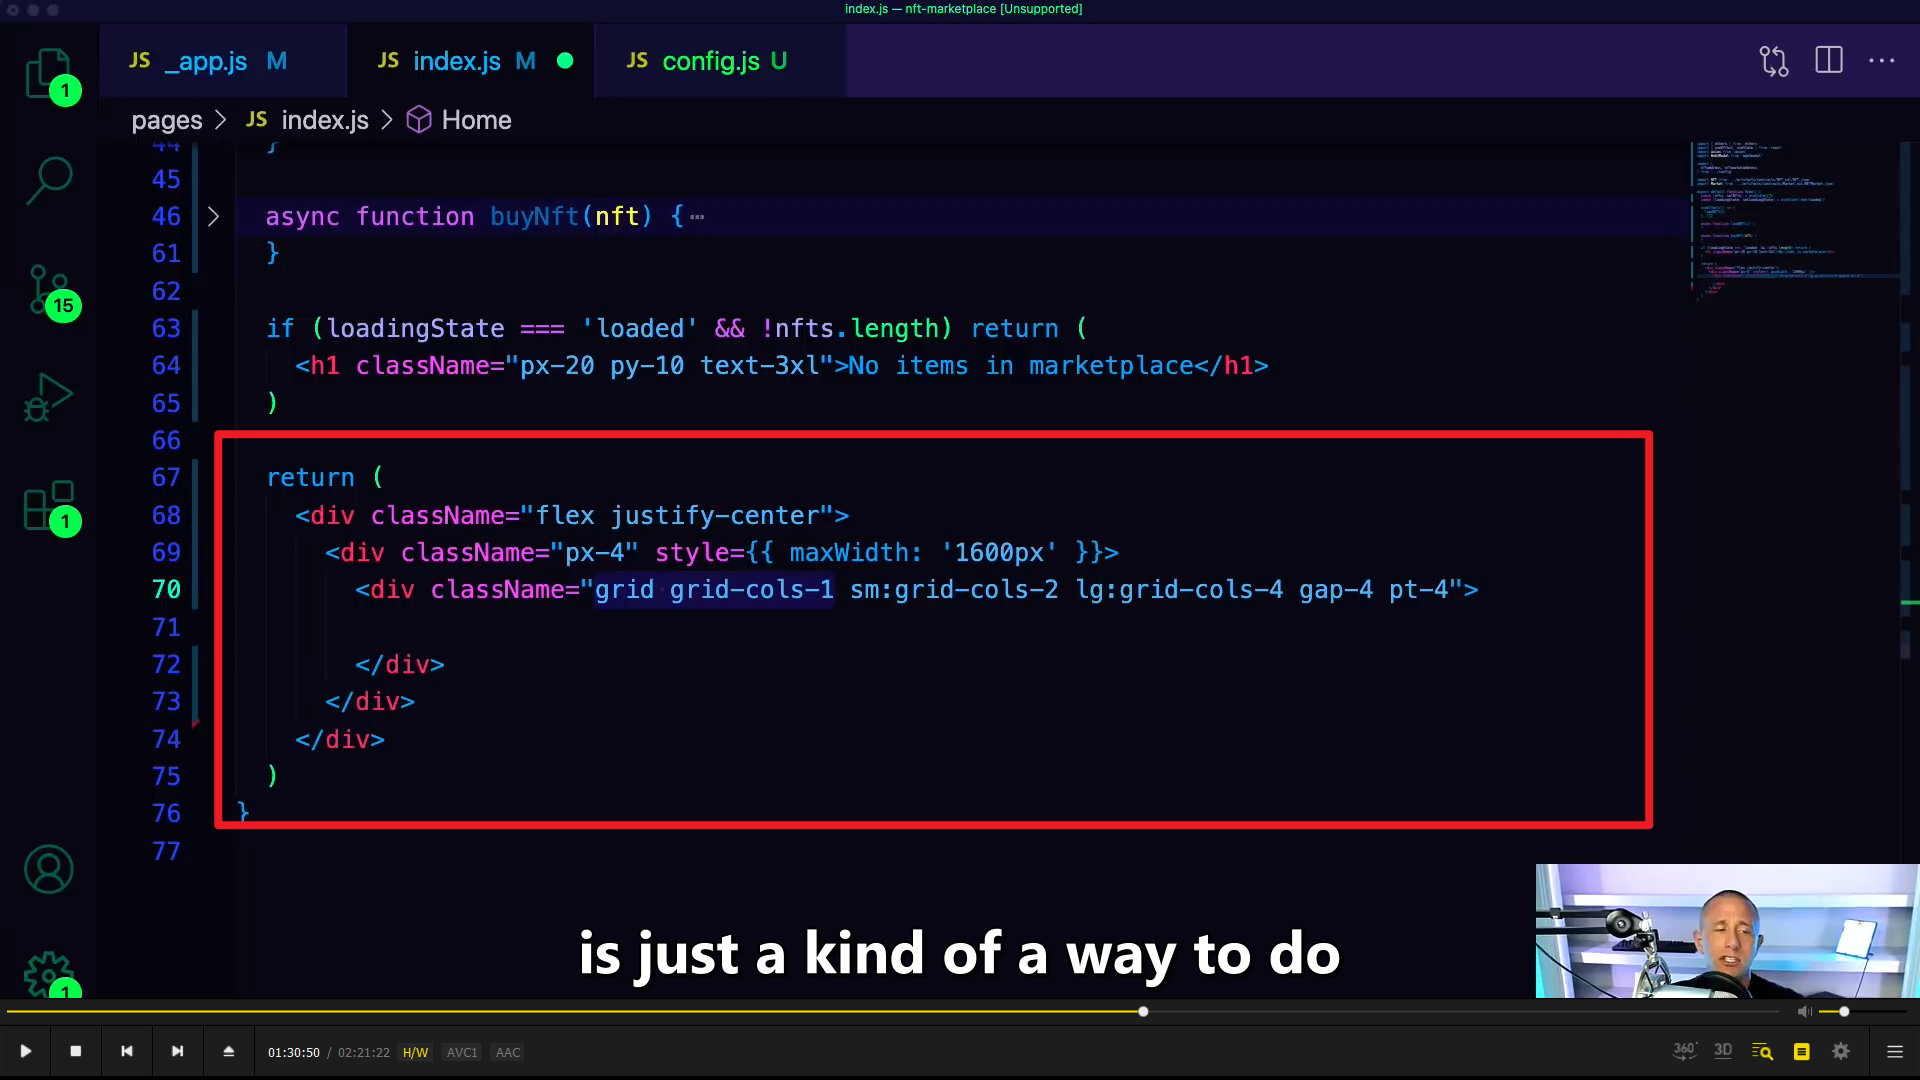 index.js — nft-marketplace [Unsupported]
JS _app.js M
JS index.js M
JS config.js U
pages > JS index.js > Home
1
15
1
1
44 }
45
46 async function buyNft(nft) {…
61 }
62
63 if (loadingState === 'loaded' && !nfts.length) return (
64 <h1 className="px-20 py-10 text-3xl">No items in marketplace</h1>
65 )
66
67 return (
68 <div className="flex justify-center">
69 <div className="px-4" style={{ maxWidth: '1600px' }}>
70 <div className="grid grid-cols-1 sm:grid-cols-2 lg:grid-cols-4 gap-4 pt-4">
71
72 </div>
73 </div>
74 </div>
75 )
76 }
77
is just a kind of a way to do
01:30:50 / 02:21:22 H/W AVC1 AAC
360° 3D